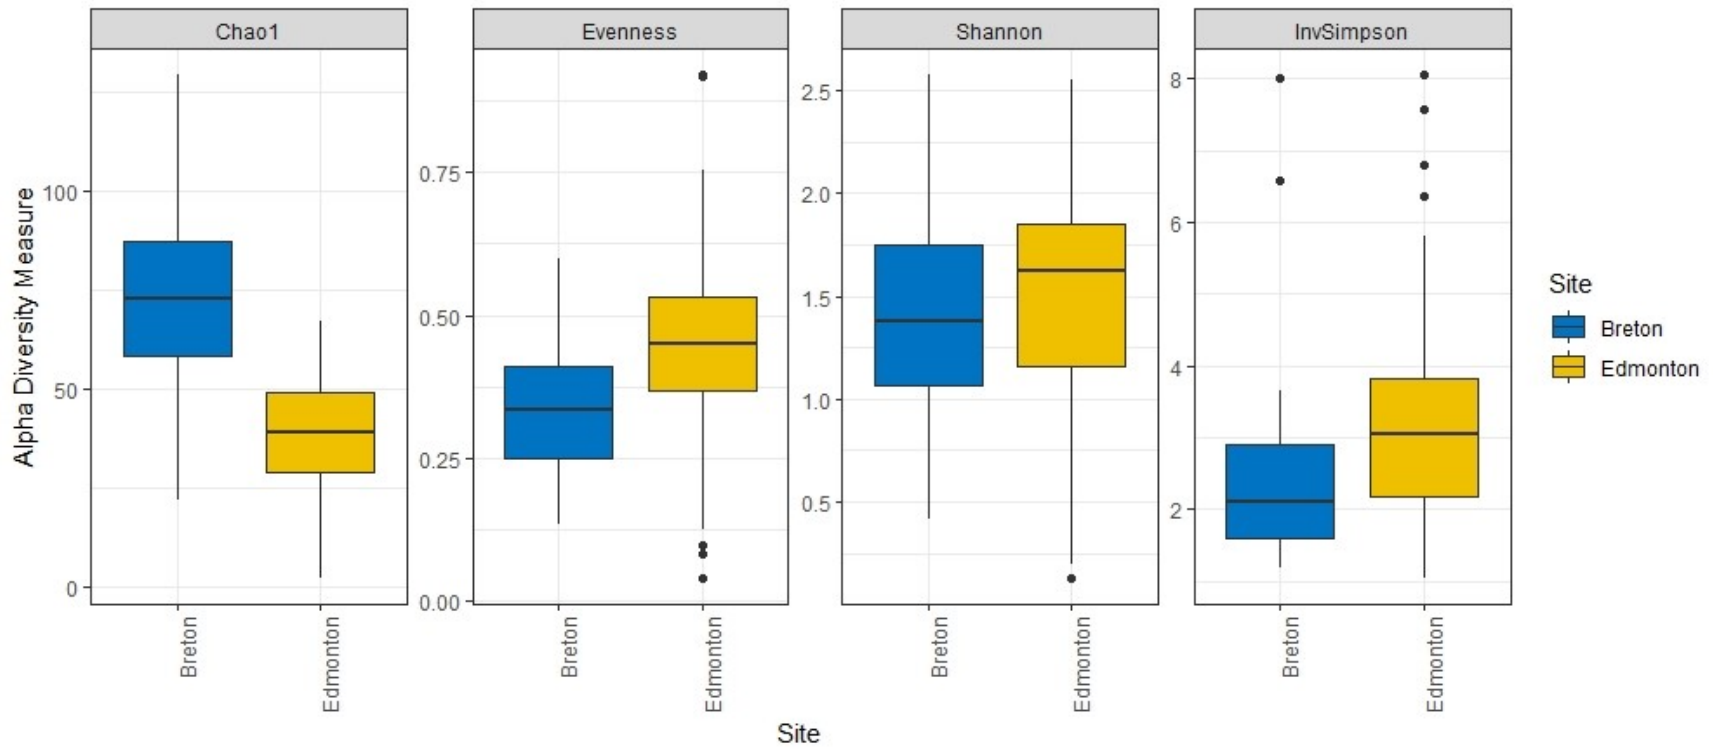 Chao1
Evenness
Shannon
InvSimpson
Alpha Diversity Measure
100
50
0
0.75
0.50
0.25
0.00
2.5
2.0
1.5
1.0
0.5
8
6
4
2
Breton
Edmonton
Breton
Edmonton
Breton
Edmonton
Breton
Edmonton
Site
Site
Breton
Edmonton